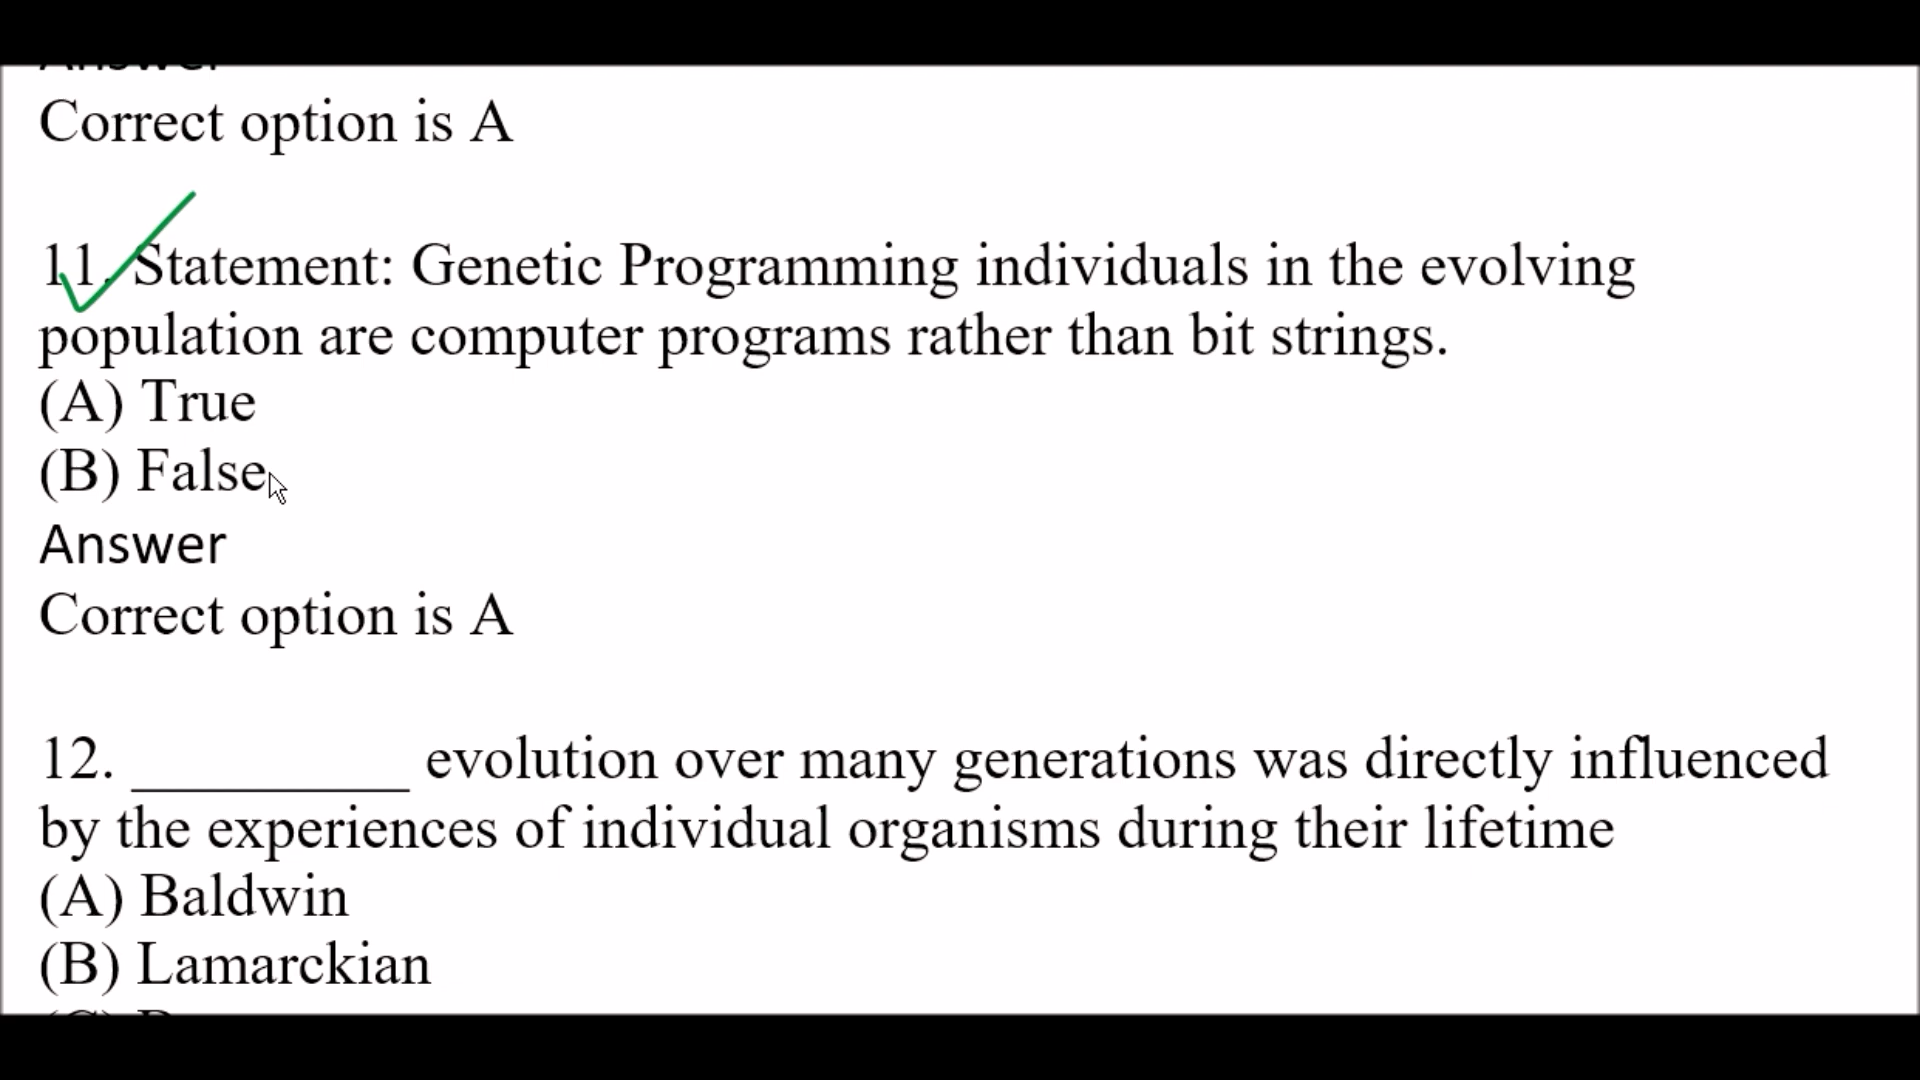 Answer
Correct option is A
11. Statement: Genetic Programming individuals in the evolving
population are computer programs rather than bit strings.
(A) True
(B) False
Answer
Correct option is A
12. __________ evolution over many generations was directly influenced
by the experiences of individual organisms during their lifetime
(A) Baldwin
(B) Lamarckian